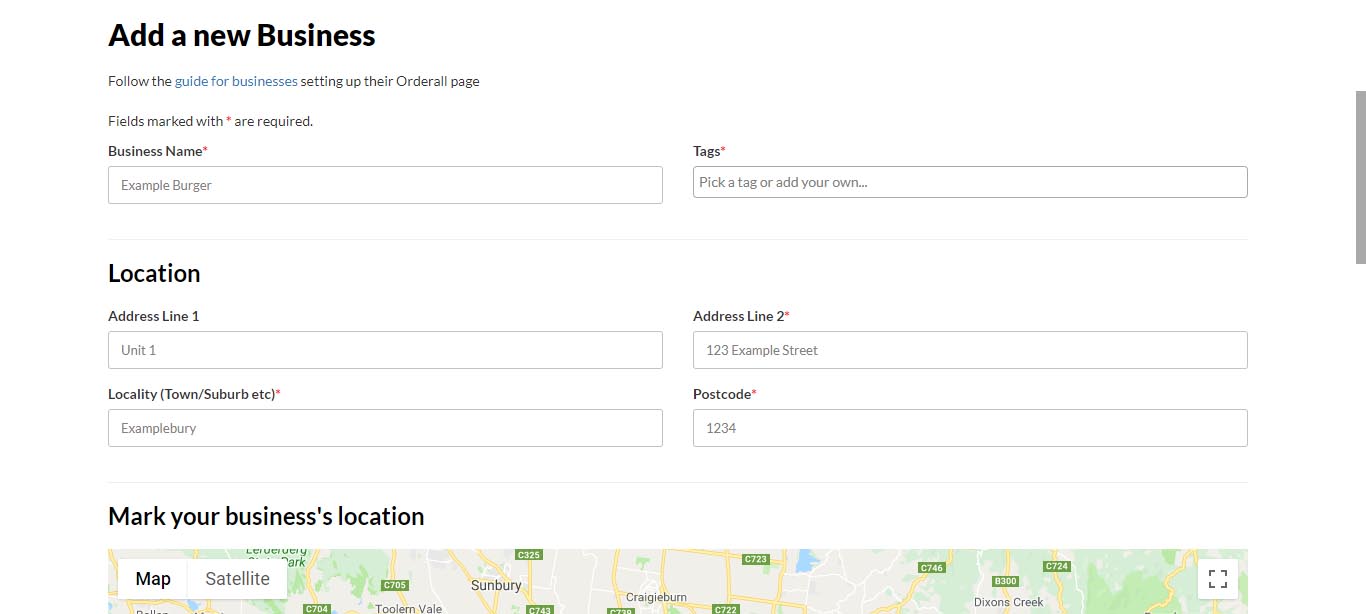 Add a new Business
Follow the guide for businesses setting up their Orderall page
Fields marked with * are required.
Business Name*
Tags*
Example Burger
Pick a tag or add your own...
Location
Address Line 1
Address Line 2*
Unit 1
123 Example Street
Locality (Town/Suburb etc)*
Postcode*
Examplebury
1234
Mark your business's location
Lerderderg
State Park
C325
C723
Map
Satellite
C705
Sunbury
C746
C724
B300
Craigieburn
Dixons Creek
C704
Toolern Vale
C743
C722